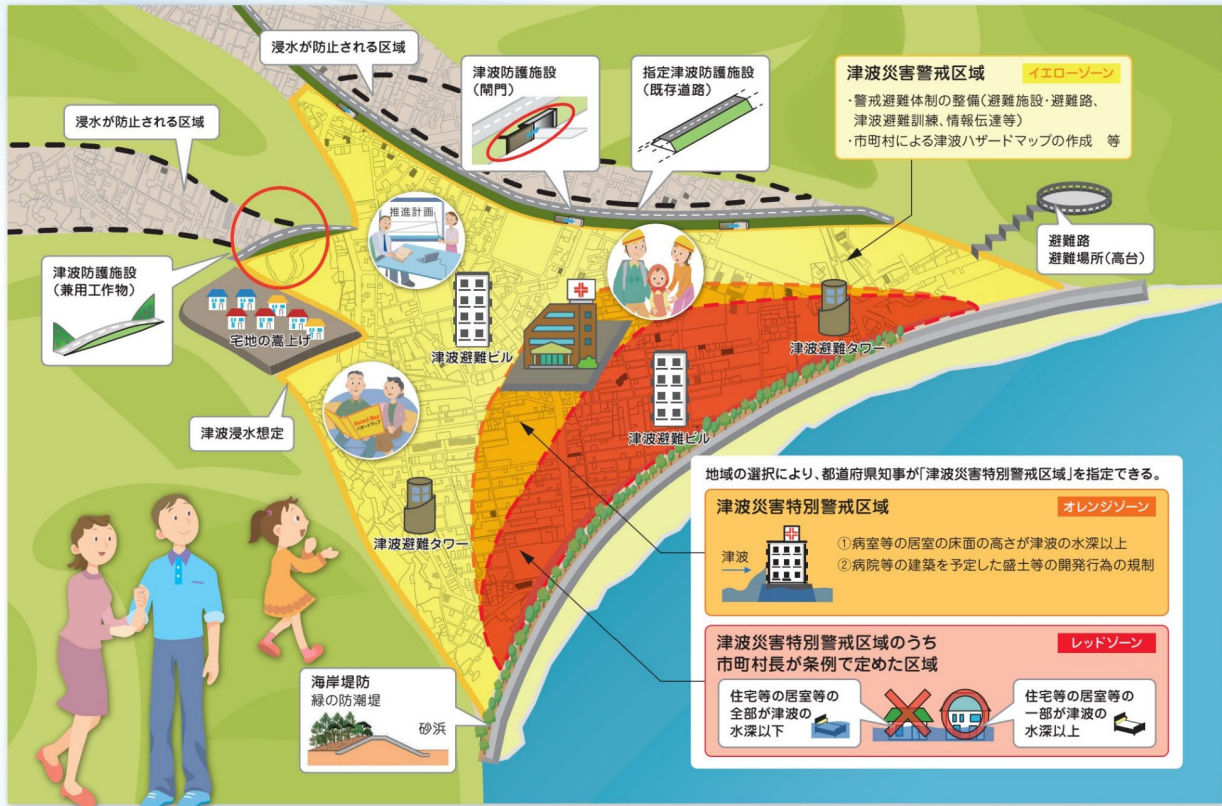 浸水が防止される区域
浸水が防止される区域
津波防護施設
(閘門)
指定津波防護施設
(既存道路)
津波災害警戒区域
イエローゾーン
・警戒避難体制の整備(避難施設・避難路、
津波避難訓練、情報伝達等)
・市町村による津波ハザードマップの作成 等
推進計画
避難路
避難場所(高台)
津波防護施設
(兼用工作物)
宅地の嵩上げ
津波避難ビル
津波避難タワー
津波浸水想定
Hazard Map
ハザードマップ
津波避難ビル
津波避難タワー
地域の選択により、都道府県知事が「津波災害特別警戒区域」を指定できる。
津波災害特別警戒区域
オレンジゾーン
津波
①病室等の居室の床面の高さが津波の水深以上
②病院等の建築を予定した盛土等の開発行為の規制
津波災害特別警戒区域のうち
市町村長が条例で定めた区域
レッドゾーン
住宅等の居室等の
全部が津波の
水深以下
住宅等の居室等の
一部が津波の
水深以上
海岸堤防
緑の防潮堤
砂浜